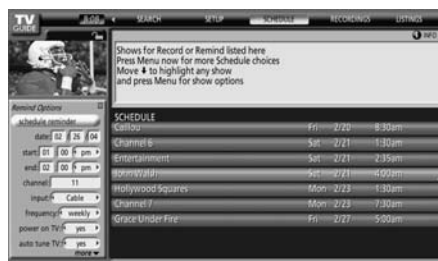 TV GUIDE
5:09
SEARCH SETUP SCHEDULE RECORDINGS LISTINGS
INFO
Shows for Record or Remind listed here
Press Menu now for more Schedule choices
Move ↓ to highlight any show
and press Menu for show options
Remind Options
schedule reminder
date: 02 26 04
start: 01 00 pm
end: 02 00 pm
channel: 11
input: Cable
frequency: weekly
power on TV: yes
auto tune TV: yes
more
SCHEDULE
Caillou Fri 2/20 8:30am
Channel 6 Sat 2/21 1:30am
Entertainment Sat 2/21 2:35am
John Walsh Sat 2/21 4:00am
Hollywood Squares Mon 2/23 1:30am
Channel 7 Mon 2/23 7:30am
Grace Under Fire Fri 2/27 5:00am